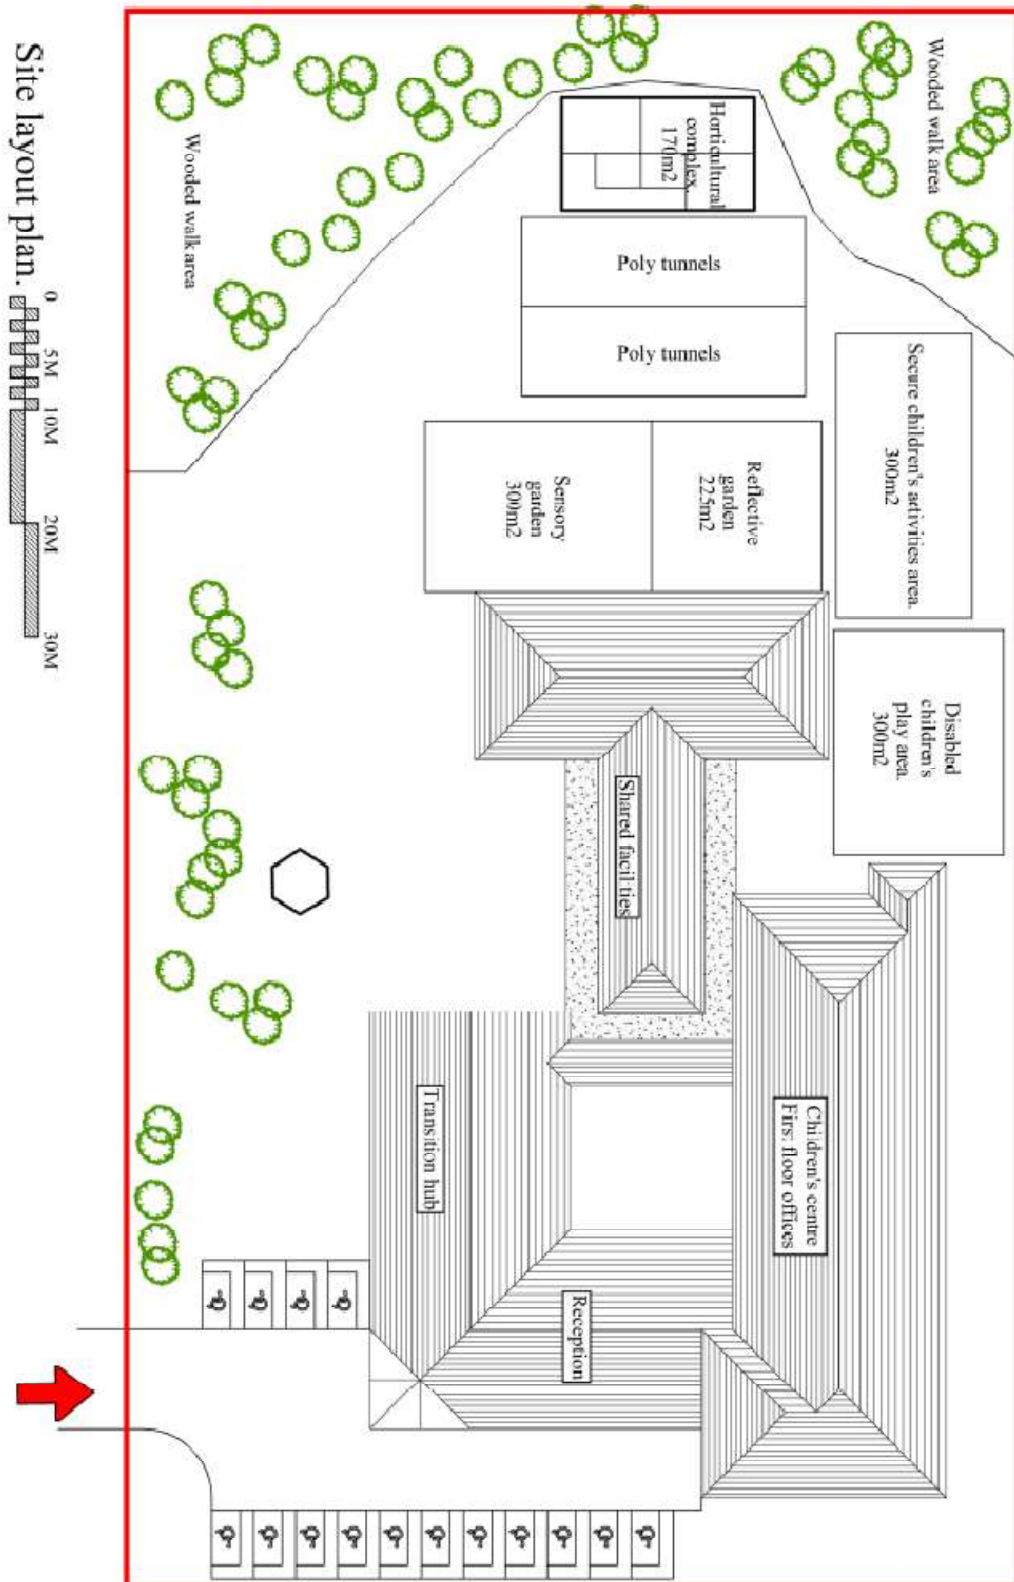 Wooded walk area
Wooded walk area
Horticultural
complex.
170m2
Poly tunnels
Poly tunnels
Secure children's activities area.
300m2
Reflective
garden
225m2
Sensory
garden
300m2
Disabled
children's
play area.
300m2
Shared facilities
Children's centre
First floor offices
Transition hub
Reception
Site layout plan.
0 5M 10M 20M 30M